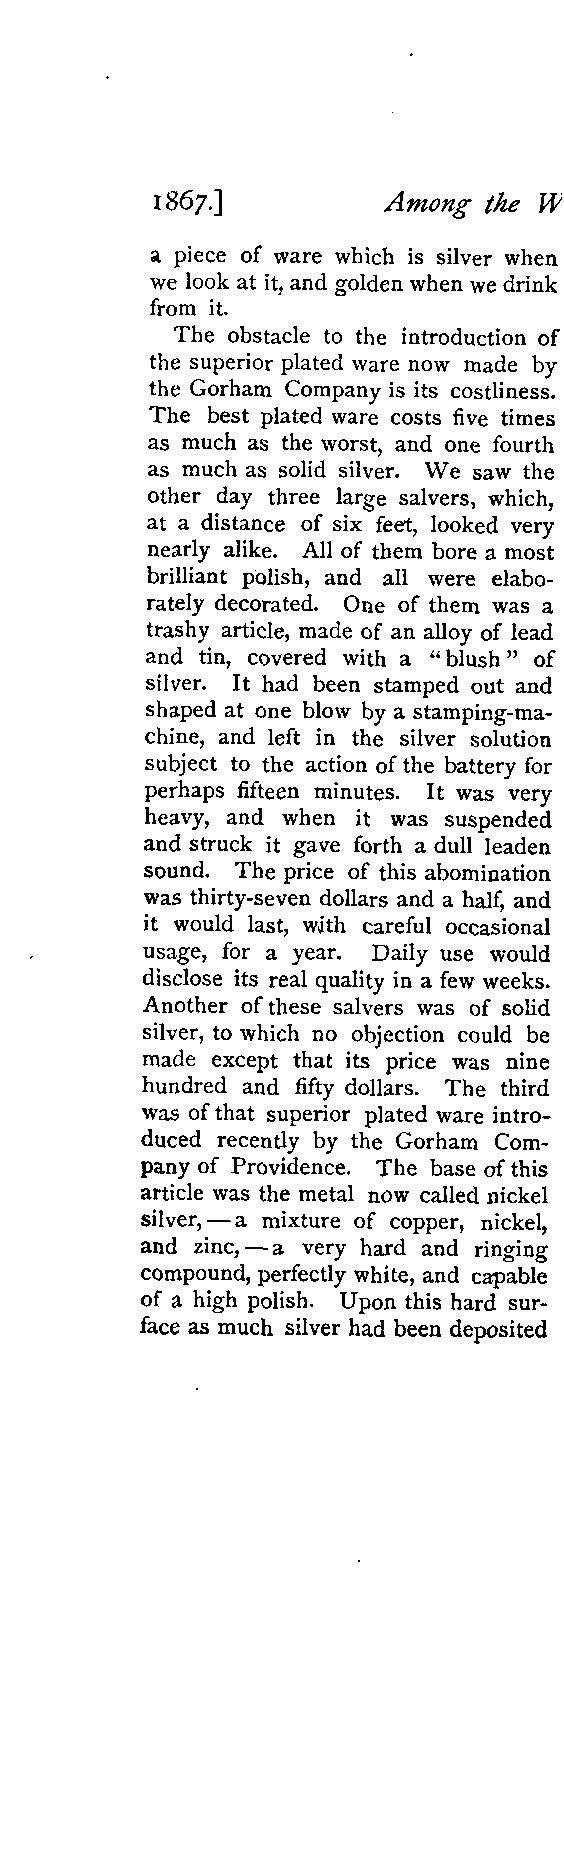 1867.] Among the W
a piece of ware which is silver when
we look at it, and golden when we drink
from it.
The obstacle to the introduction of
the superior plated ware now made by
the Gorham Company is its costliness.
The best plated ware costs five times
as much as the worst, and one fourth
as much as solid silver. We saw the
other day three large salvers, which,
at a distance of six feet, looked very
nearly alike. All of them bore a most
brilliant polish, and all were elabo-
rately decorated. One of them was a
trashy article, made of an alloy of lead
and tin, covered with a “blush” of
silver. It had been stamped out and
shaped at one blow by a stamping-ma-
chine, and left in the silver solution
subject to the action of the battery for
perhaps fifteen minutes. It was very
heavy, and when it was suspended
and struck it gave forth a dull leaden
sound. The price of this abomination
was thirty-seven dollars and a half, and
it would last, with careful occasional
usage, for a year. Daily use would
disclose its real quality in a few weeks.
Another of these salvers was of solid
silver, to which no objection could be
made except that its price was nine
hundred and fifty dollars. The third
was of that superior plated ware intro-
duced recently by the Gorham Com-
pany of Providence. The base of this
article was the metal now called nickel
silver,—a mixture of copper, nickel,
and zinc,—a very hard and ringing
compound, perfectly white, and capable
of a high polish. Upon this hard sur-
face as much silver had been deposited